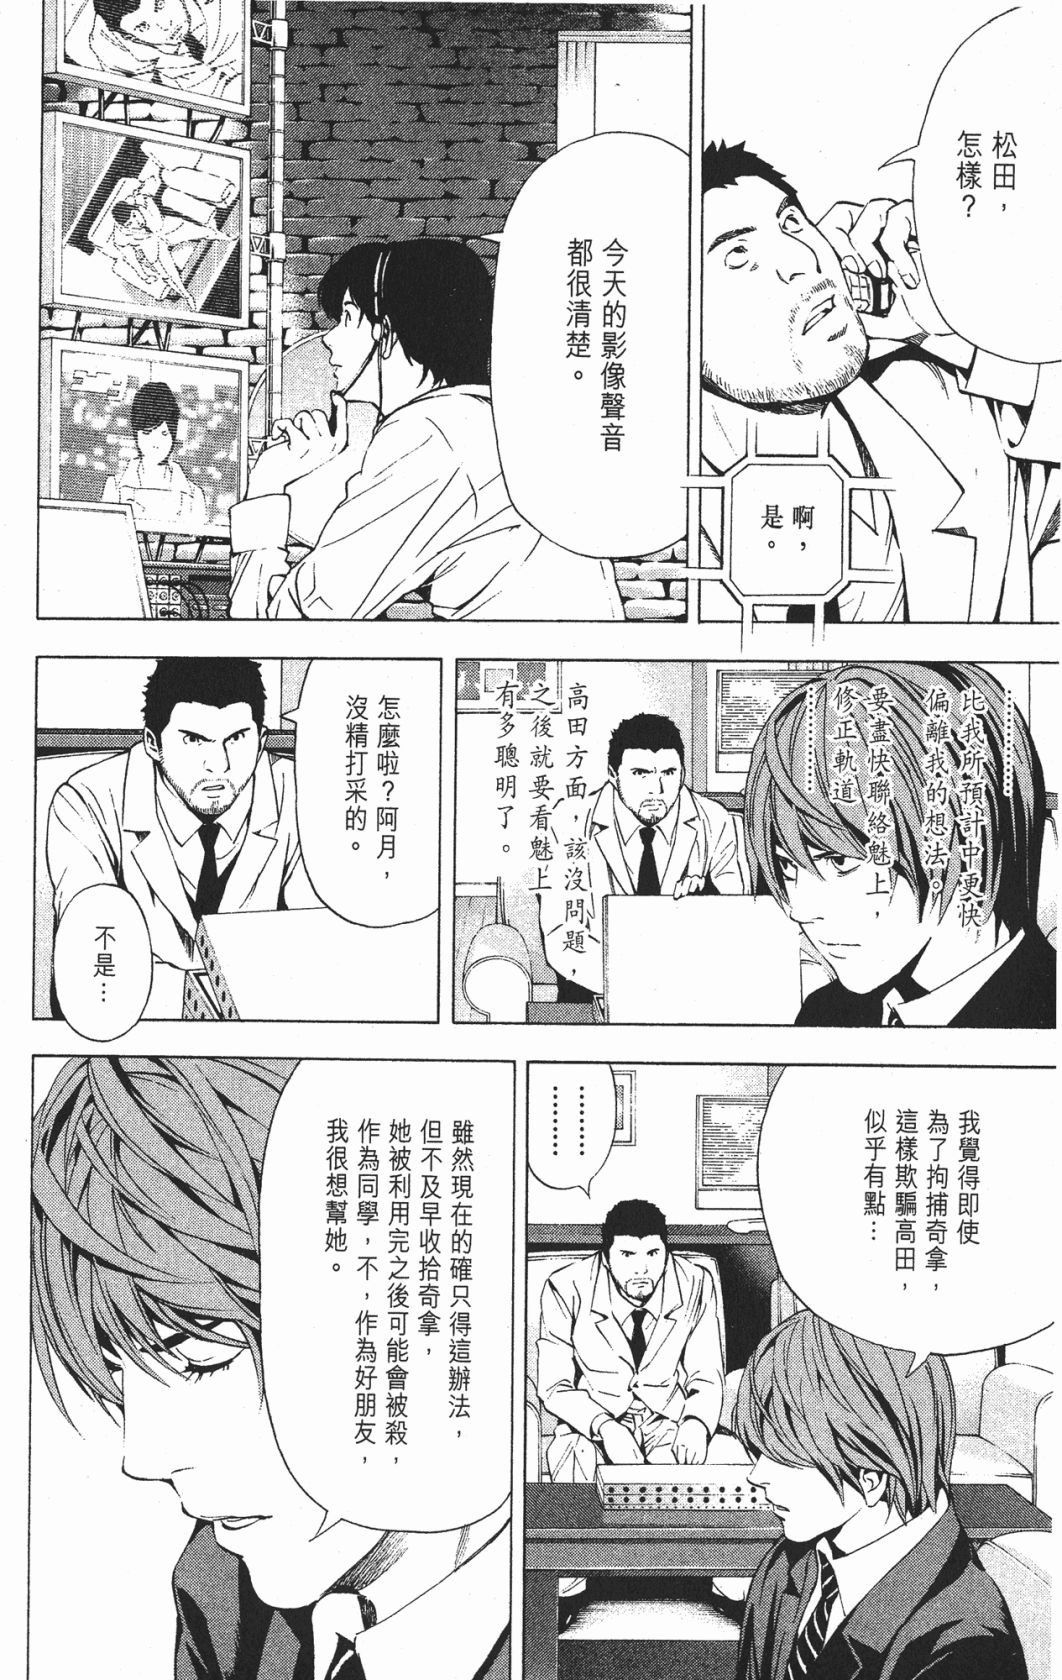 松田，
怎樣？
啊，
是。
今天的影像聲音
都很清楚。
………
比我所預計中更快
偏離我的想法。
要盡快聯絡魅上，
修正軌道
………
高田方面，該沒問題，
之後就要看魅上
有多聰明了。
怎麼啦？阿月，
沒精打采的。
不是…
我覺得即使
為了拘捕奇拿，
這樣欺騙高田，
似乎有點…
………
………
雖然現在的確只得這辦法，
但不及早收拾奇拿，
她被利用完之後可能會被殺，
作為同學，不，作為好朋友，
我很想幫她。